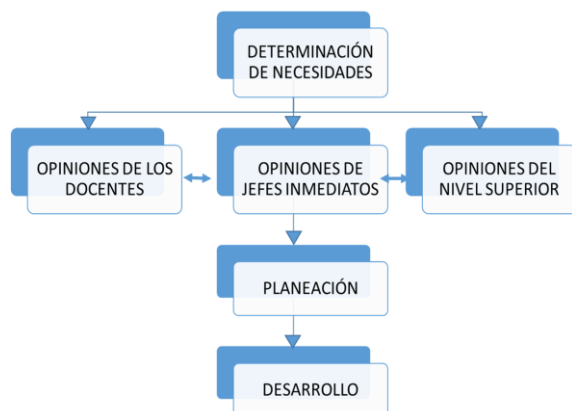 DETERMINACIÓN
DE NECESIDADES
OPINIONES DE LOS
DOCENTES
OPINIONES DE
JEFES INMEDIATOS
OPINIONES DEL
NIVEL SUPERIOR
PLANEACIÓN
DESARROLLO